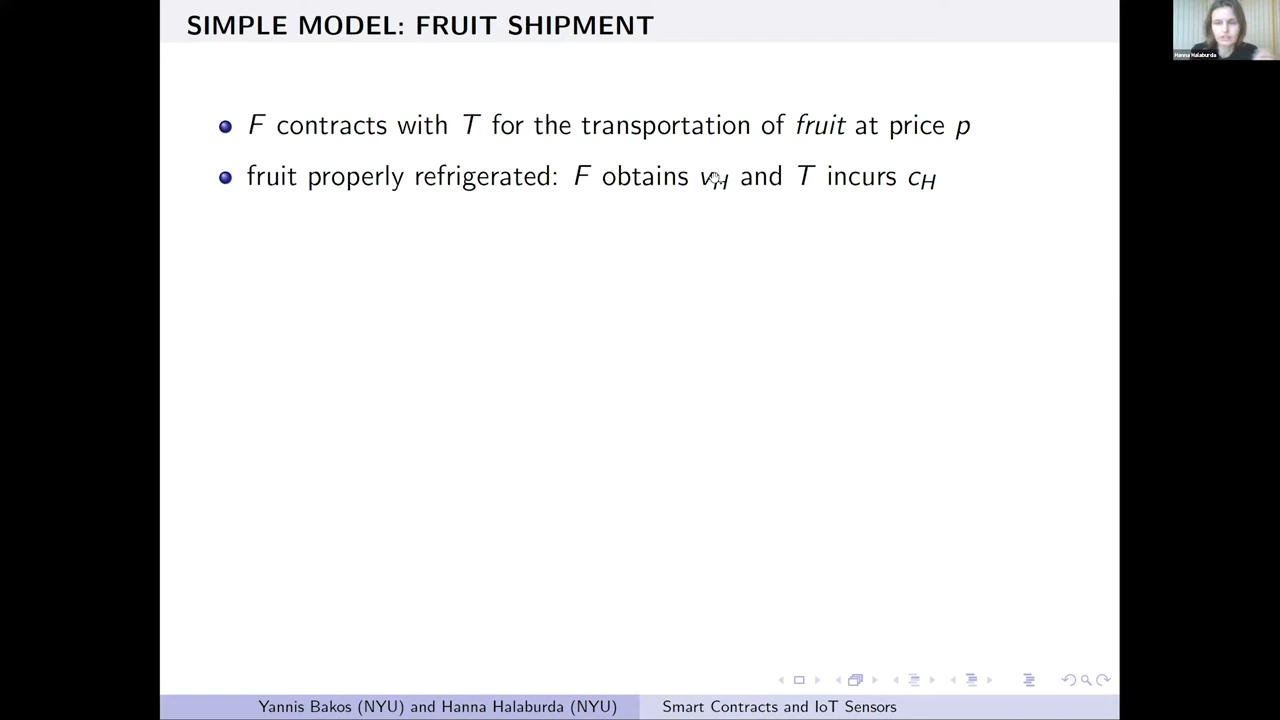 SIMPLE MODEL: FRUIT SHIPMENT
Hanna Halaburda
F contracts with T for the transportation of fruit at price p
fruit properly refrigerated: F obtains v_H and T incurs c_H
Yannis Bakos (NYU) and Hanna Halaburda (NYU)
Smart Contracts and IoT Sensors